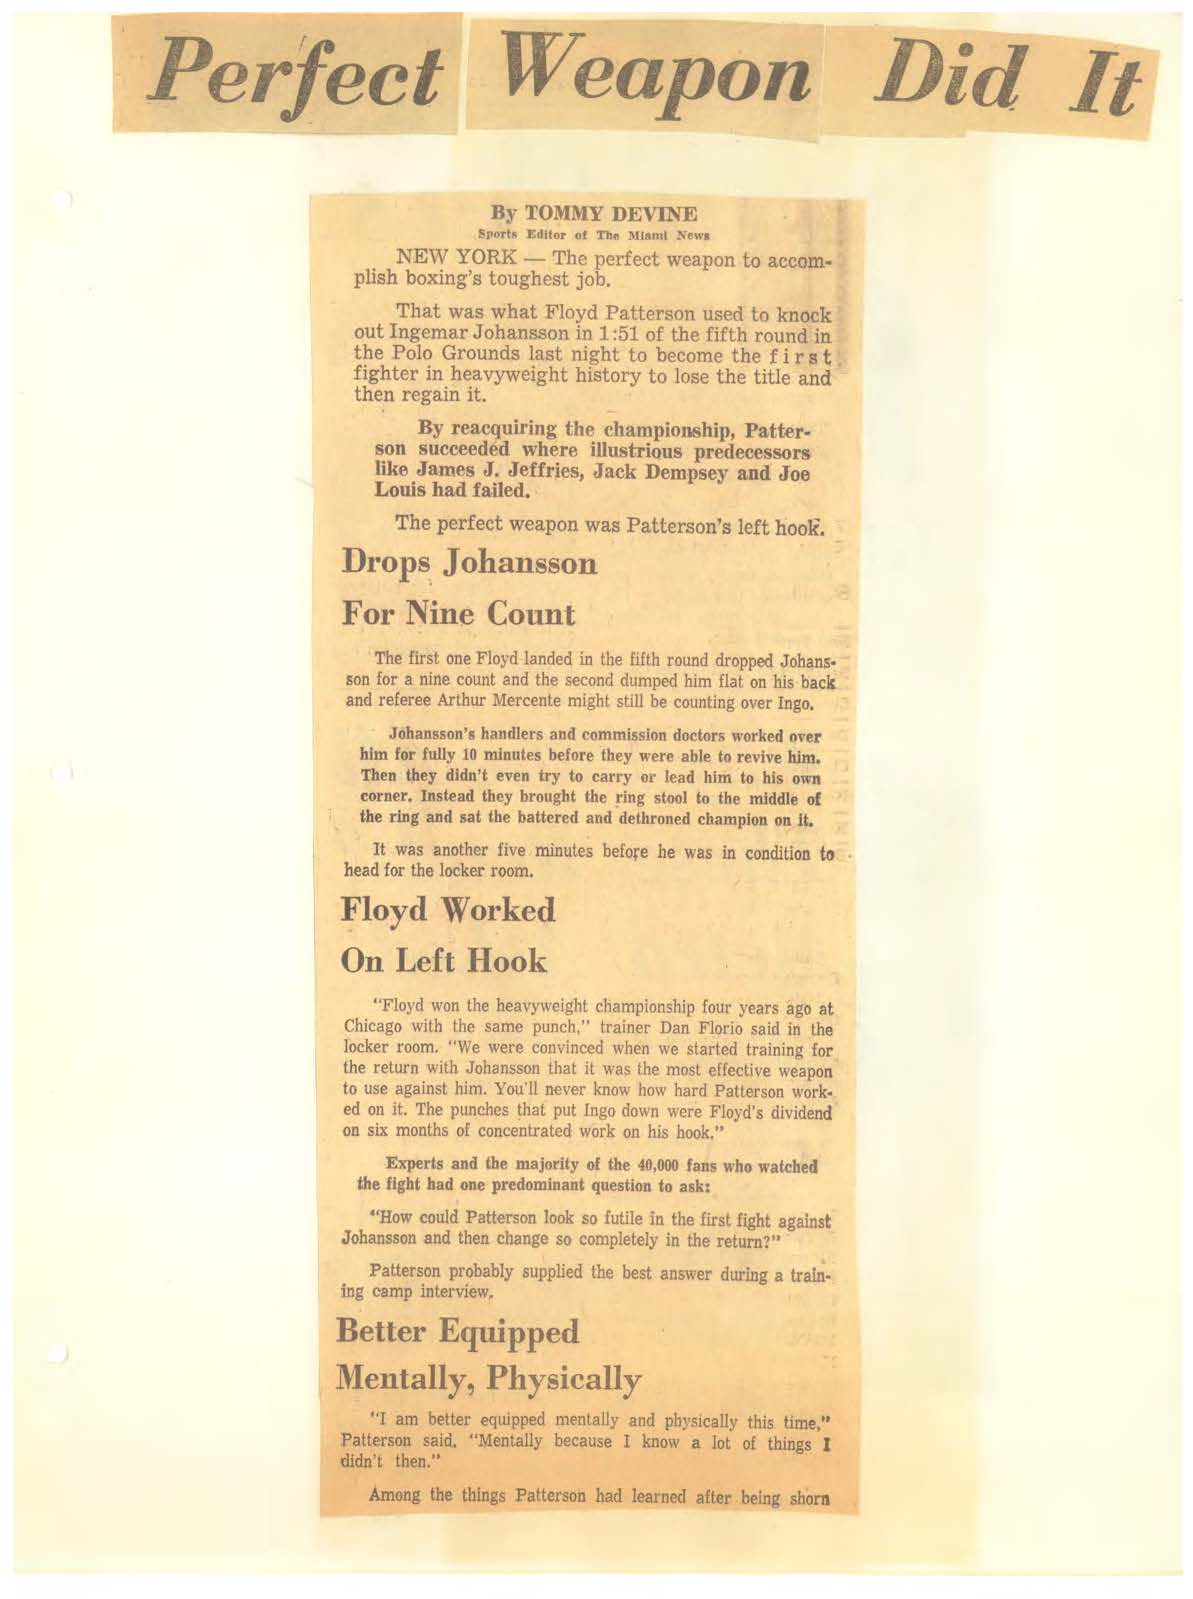 Perfect Weapon Did It
By TOMMY DEVINE
Sports Editor of The Miami News
NEW YORK — The perfect weapon to accom-
plish boxing's toughest job.
That was what Floyd Patterson used to knock
out Ingemar Johansson in 1:51 of the fifth round in
the Polo Grounds last night to become the first
fighter in heavyweight history to lose the title and
then regain it.
By reacquiring the championship, Patter-
son succeeded where illustrious predecessors
like James J. Jeffries, Jack Dempsey and Joe
Louis had failed.
The perfect weapon was Patterson's left hook.
Drops Johansson
For Nine Count
The first one Floyd landed in the fifth round dropped Johans-
son for a nine count and the second dumped him flat on his back
and referee Arthur Mercente might still be counting over Ingo.
Johansson's handlers and commission doctors worked over
him for fully 10 minutes before they were able to revive him.
Then they didn't even try to carry or lead him to his own
corner. Instead they brought the ring stool to the middle of
the ring and sat the battered and dethroned champion on it.
It was another five minutes before he was in condition to
head for the locker room.
Floyd Worked
On Left Hook
"Floyd won the heavyweight championship four years ago at
Chicago with the same punch," trainer Dan Florio said in the
locker room. "We were convinced when we started training for
the return with Johansson that it was the most effective weapon
to use against him. You'll never know how hard Patterson work-
ed on it. The punches that put Ingo down were Floyd's dividend
on six months of concentrated work on his hook."
Experts and the majority of the 40,000 fans who watched
the fight had one predominant question to ask:
"How could Patterson look so futile in the first fight against
Johansson and then change so completely in the return?"
Patterson probably supplied the best answer during a train-
ing camp interview.
Better Equipped
Mentally, Physically
"I am better equipped mentally and physically this time,"
Patterson said. "Mentally because I know a lot of things I
didn't then."
Among the things Patterson had learned after being shorn